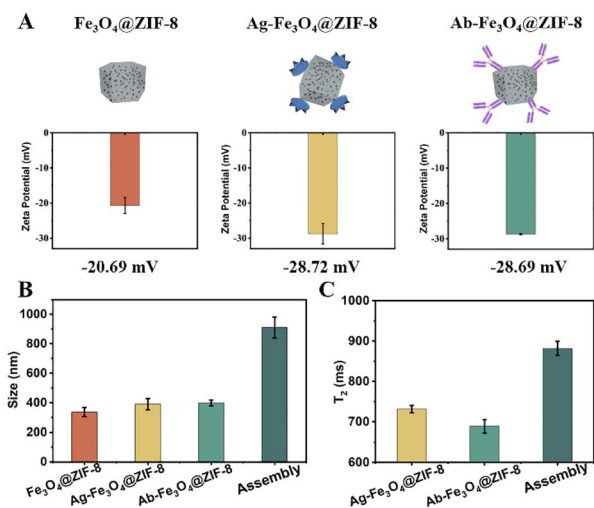 A
Fe₃O₄@ZIF-8
Ag-Fe₃O₄@ZIF-8
Ab-Fe₃O₄@ZIF-8
Zeta Potential (mV)
0
-10
-20
-30
Zeta Potential (mV)
0
-10
-20
-30
Zeta Potential (mV)
0
-10
-20
-30
-20.69 mV
-28.72 mV
-28.69 mV
B
Size (nm)
1000
800
600
400
200
0
Fe₃O₄@ZIF-8
Ag-Fe₃O₄@ZIF-8
Ab-Fe₃O₄@ZIF-8
Assembly
C
T₂ (ms)
1000
900
800
700
600
Ag-Fe₃O₄@ZIF-8
Ab-Fe₃O₄@ZIF-8
Assembly